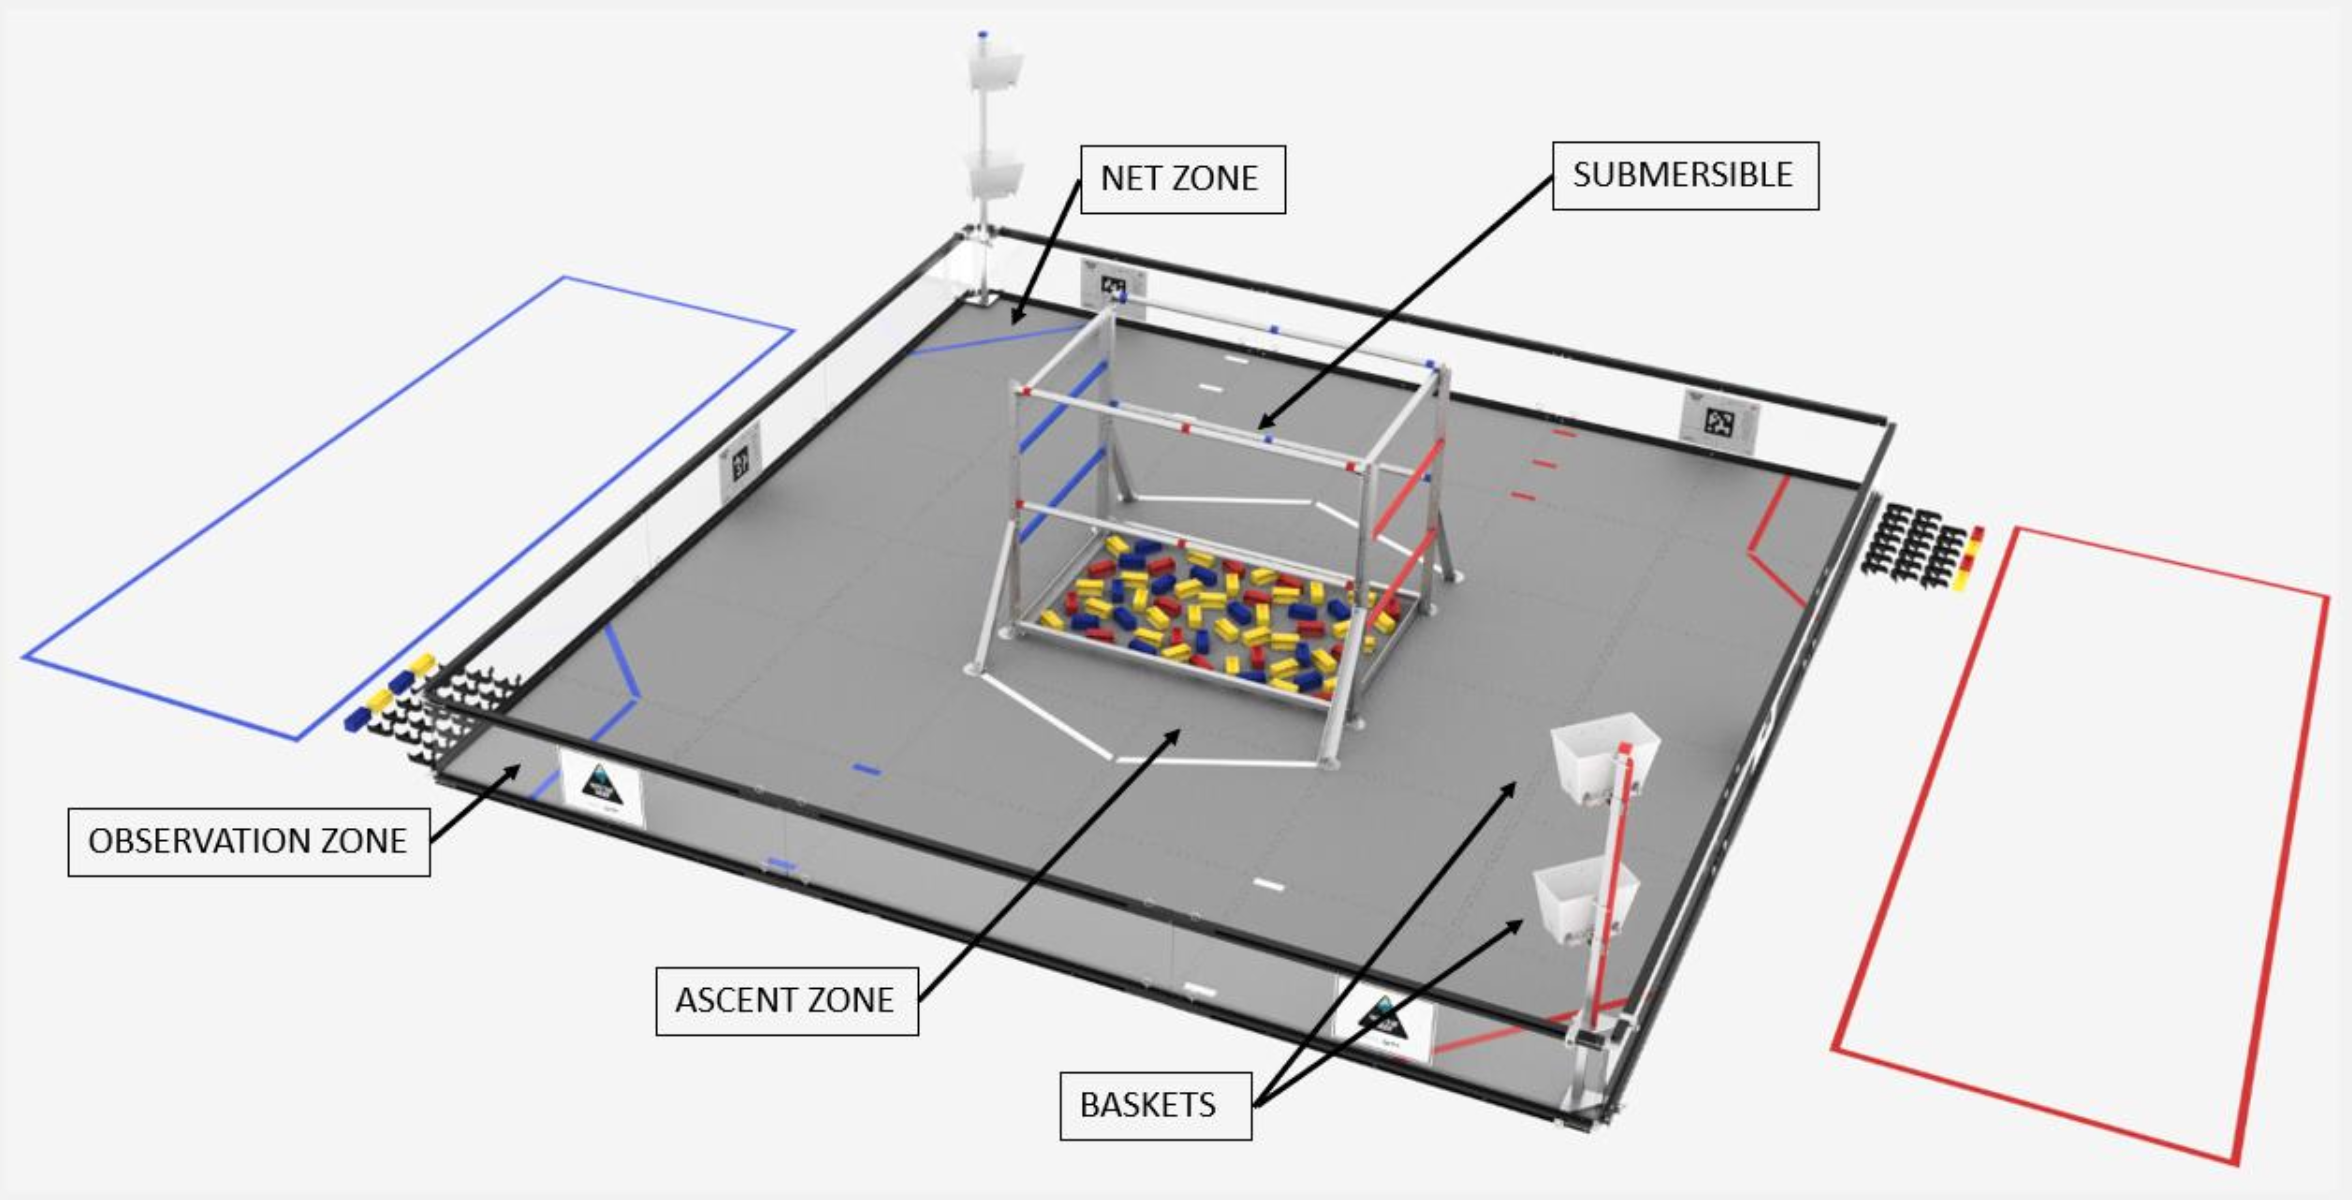 NET ZONE
SUBMERSIBLE
OBSERVATION ZONE
ASCENT ZONE
BASKETS